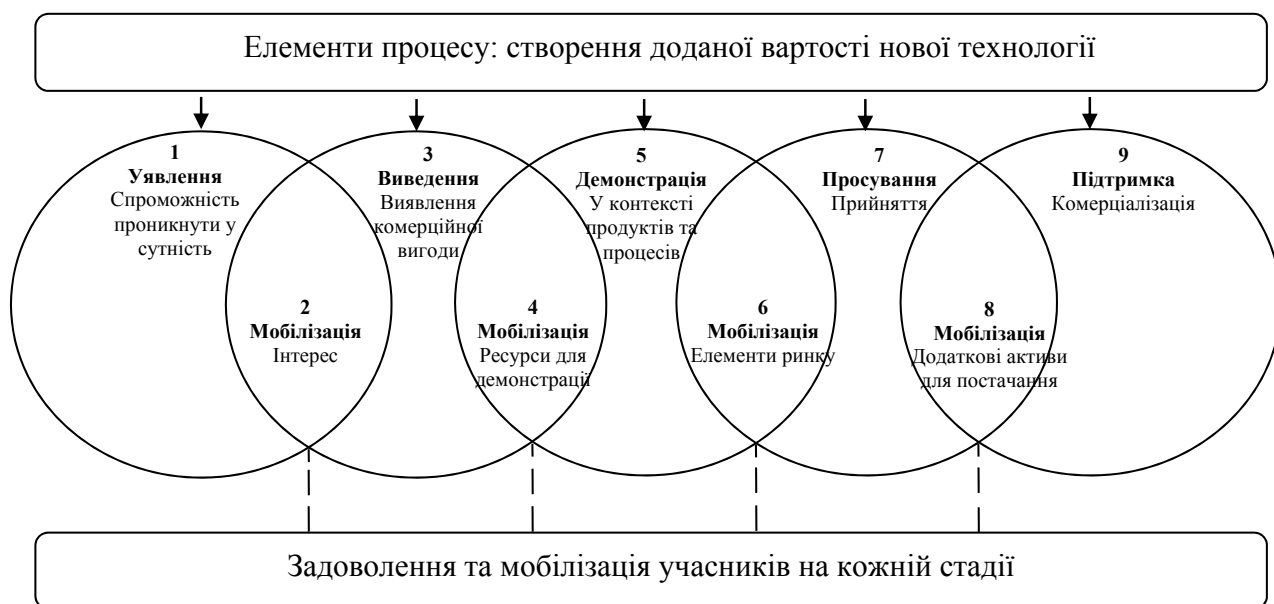 Елементи процесу: створення доданої вартості нової технології
1
Уявлення
Спроможність
проникнути у
сутність
2
Мобілізація
Інтерес
3
Виведення
Виявлення
комерційної
вигоди
4
Мобілізація
Ресурси для
демонстрації
5
Демонстрація
У контексті
продуктів та
процесів
6
Мобілізація
Елементи ринку
7
Просування
Прийняття
8
Мобілізація
Додаткові активи
для постачання
9
Підтримка
Комерціалізація
Задоволення та мобілізація учасників на кожній стадії